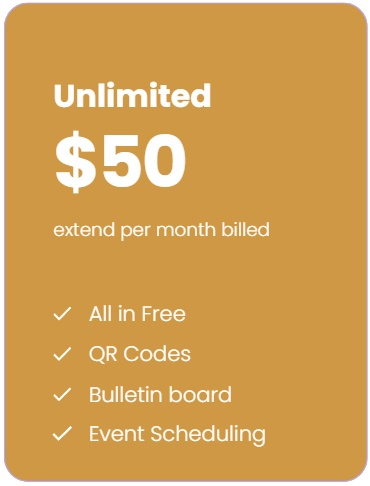 Unlimited
$50
extend per month billed
All in Free
QR Codes
Bulletin board
Event Scheduling